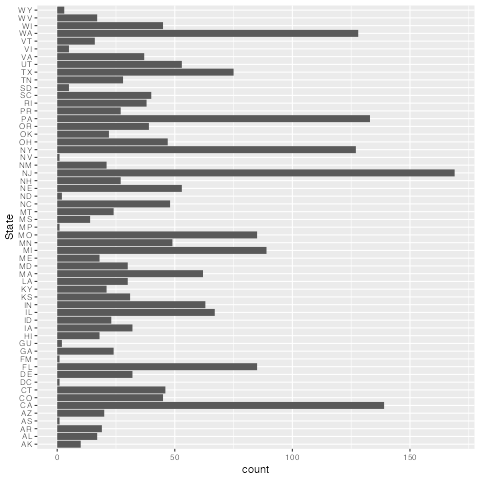 WY
WV
WI
WA
VT
VI
VA
UT
TX
TN
SD
SC
RI
PR
PA
OR
OK
OH
NY
NV
NM
NJ
NH
NE
ND
NC
MT
MS
MP
MO
MN
MI
ME
MD
MA
LA
KY
KS
IN
IL
ID
IA
HI
GU
GA
FM
FL
DE
DC
CT
CO
CA
AZ
AS
AR
AL
AK
State
0 50 100 150
count